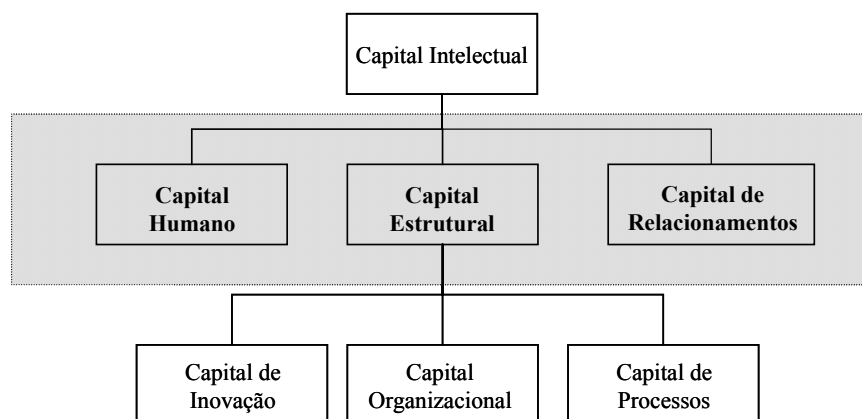 Capital Intelectual
Capital
Humano
Capital
Estrutural
Capital de
Relacionamentos
Capital de
Inovação
Capital
Organizacional
Capital de
Processos